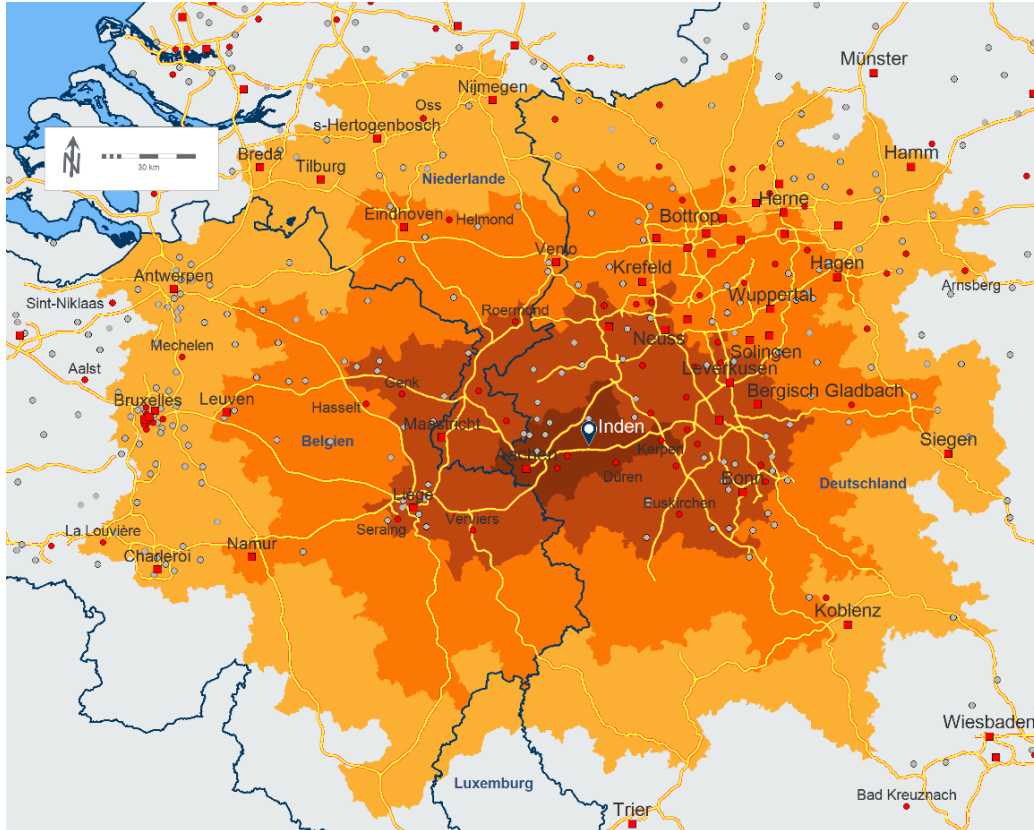 Münster
Nijmegen
Oss
s-Hertogenbosch
Hamm
N
30 km
Breda
Tilburg
Niederlande
Herne
Eindhoven
Helmond
Bottrop
Venlo
Krefeld
Hagen
Antwerpen
Arnsberg
Sint-Niklaas
Wuppertal
Roermond
Neuss
Mechelen
Solingen
Aalst
Leverkusen
Genk
Bergisch Gladbach
Bruxelles
Leuven
Hasselt
Maastricht
Inden
Belgien
Siegen
Kerpen
Aachen
Düren
Bonn
Deutschland
Liège
Euskirchen
La Louvière
Seraing
Verviers
Namur
Charleroi
Koblenz
Wiesbaden
Luxemburg
Bad Kreuznach
Trier